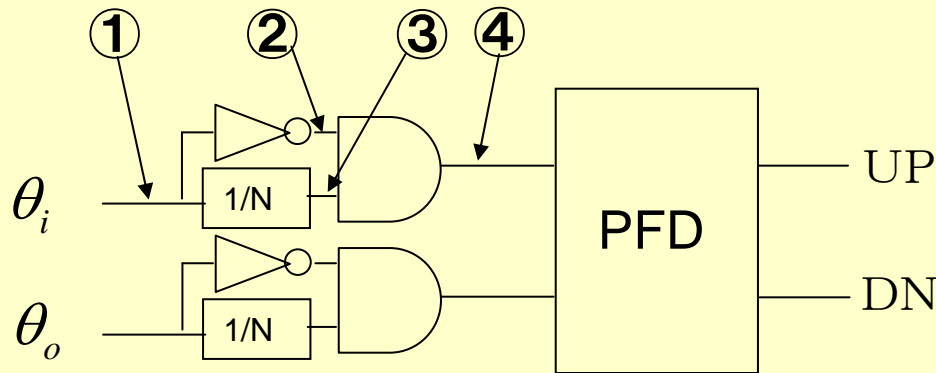 ① ② ③ ④
θi
1/N
PFD
UP
θo
1/N
DN